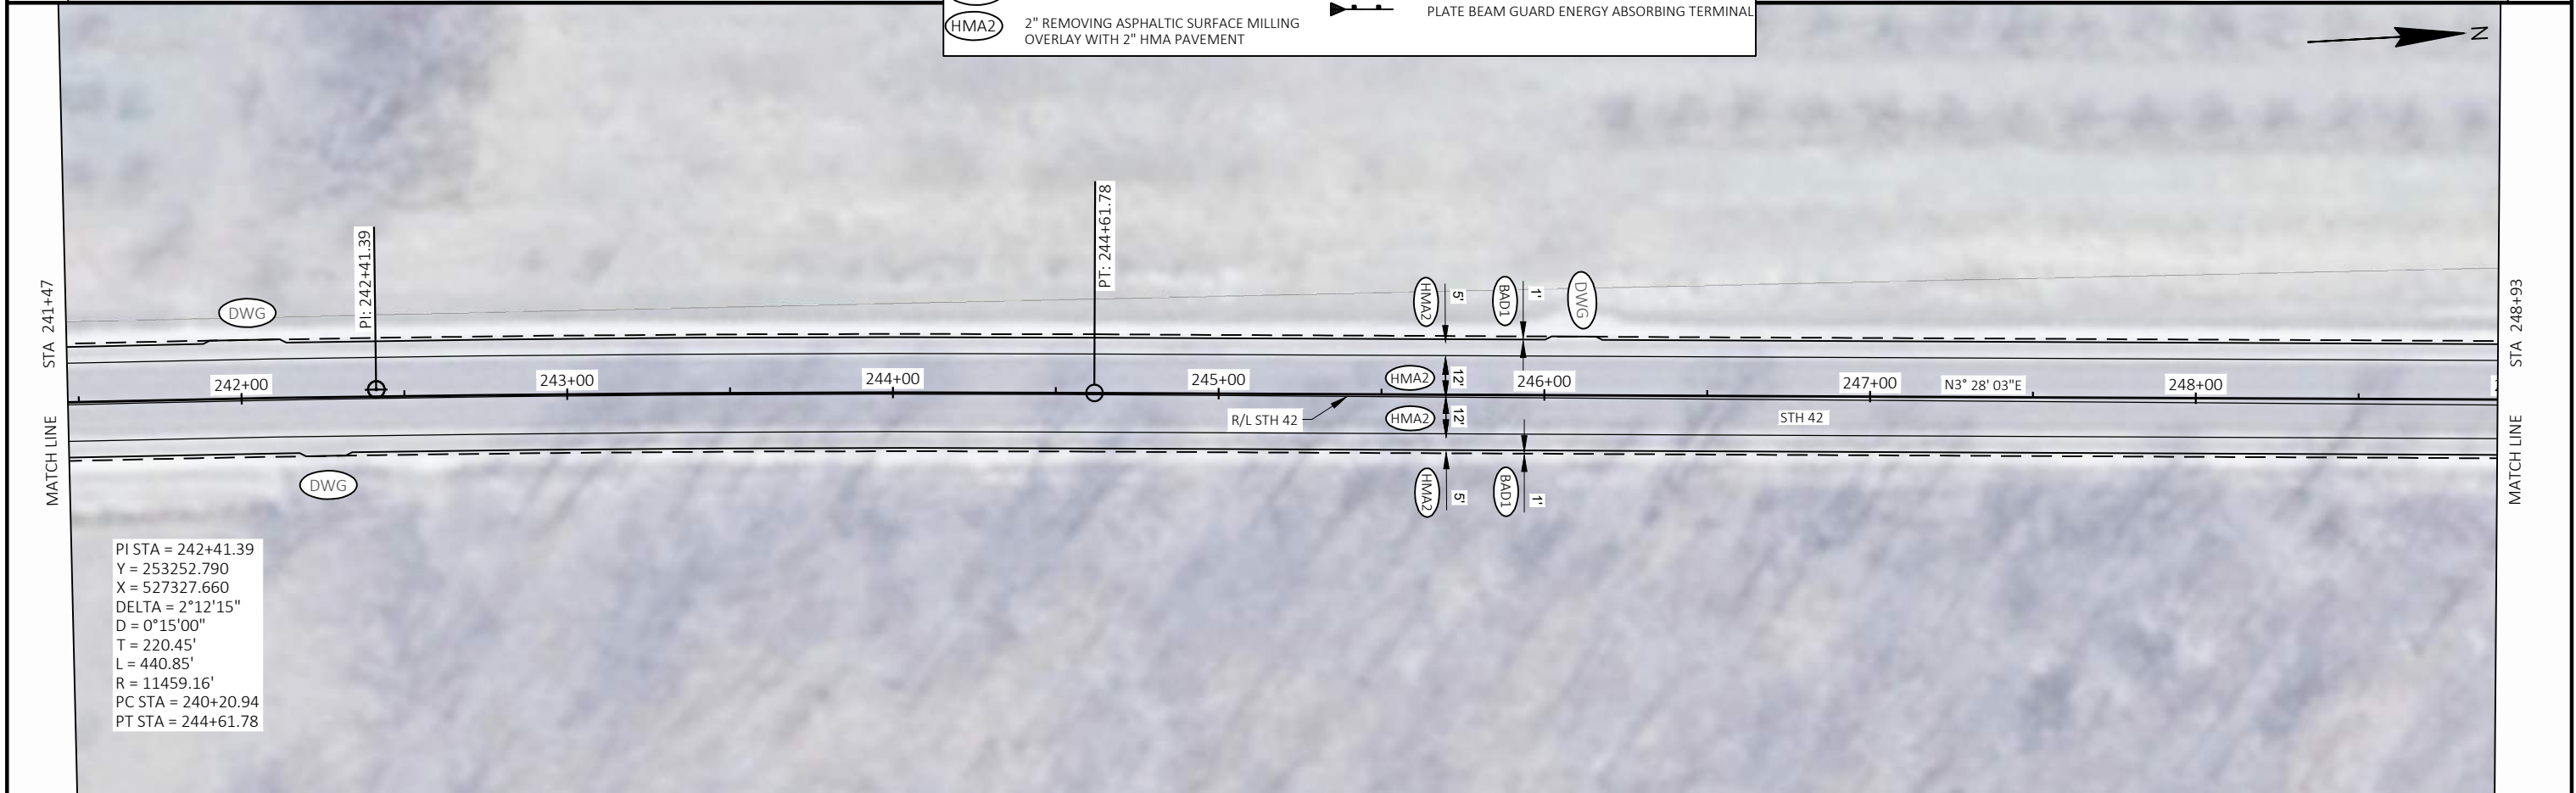 HMA2
2" REMOVING ASPHALTIC SURFACE MILLING
OVERLAY WITH 2" HMA PAVEMENT
PLATE BEAM GUARD ENERGY ABSORBING TERMINAL
N
STA 241+47
MATCH LINE
DWG
PI: 242+41.39
PT: 244+61.78
HMA2
5'
BAD1
1'
DWG
242+00
243+00
244+00
245+00
HMA2
12'
246+00
247+00
N3° 28' 03"E
248+00
R/L STH 42
HMA2
12'
STH 42
DWG
HMA2
5'
BAD1
1'
STA 248+93
MATCH LINE
PI STA = 242+41.39
Y = 253252.790
X = 527327.660
DELTA = 2°12'15"
D = 0°15'00"
T = 220.45'
L = 440.85'
R = 11459.16'
PC STA = 240+20.94
PT STA = 244+61.78